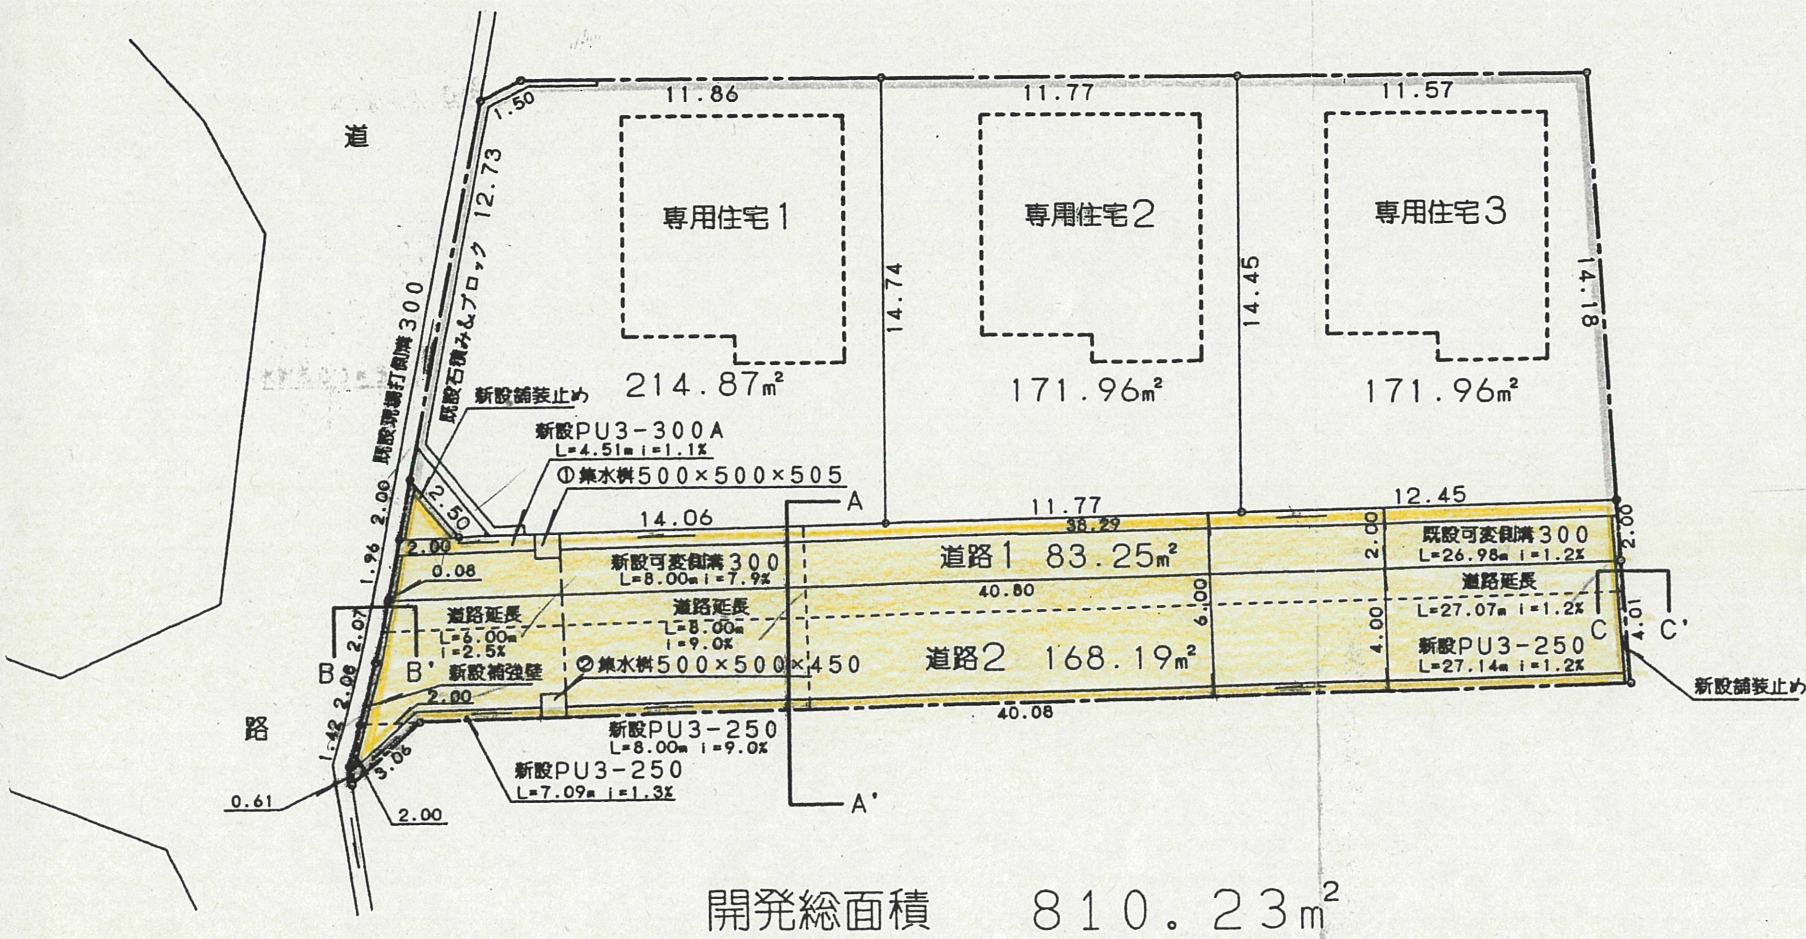 道
路
1.50
11.86
11.77
11.57
12.73
専用住宅1
専用住宅2
専用住宅3
14.74
14.45
14.18
既設現場打側溝300
既設石積み&ブロック
214.87m²
171.96m²
171.96m²
新設舗装止め
新設PU3-300A
L=4.51m i=1.1%
①集水桝500×500×505
2.00
2.50
14.06
A
11.77
38.29
12.45
2.00
1.96
2.00
0.08
新設可変側溝300
L=8.00m i=7.9%
道路1 83.25m²
2.00
既設可変側溝300
L=26.98m i=1.2%
40.80
道路延長
L=6.00m
i=2.5%
道路延長
L=8.00m
i=9.0%
6.00
道路延長
L=27.07m i=1.2%
4.01
C
C'
2.07
B
B'
新設補強壁
②集水桝500×500×450
道路2 168.19m²
4.00
新設PU3-250
L=27.14m i=1.2%
新設舗装止め
2.08
2.00
1.42
3.06
40.08
新設PU3-250
L=8.00m i=9.0%
新設PU3-250
L=7.09m i=1.3%
A'
0.61
2.00
開発総面積 810.23m²